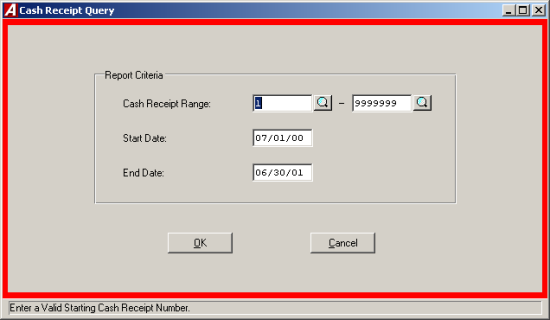 Cash Receipt Query
Report Criteria
Cash Receipt Range: 1 – 9999999
Start Date: 07/01/00
End Date: 06/30/01
OK Cancel
Enter a Valid Starting Cash Receipt Number.